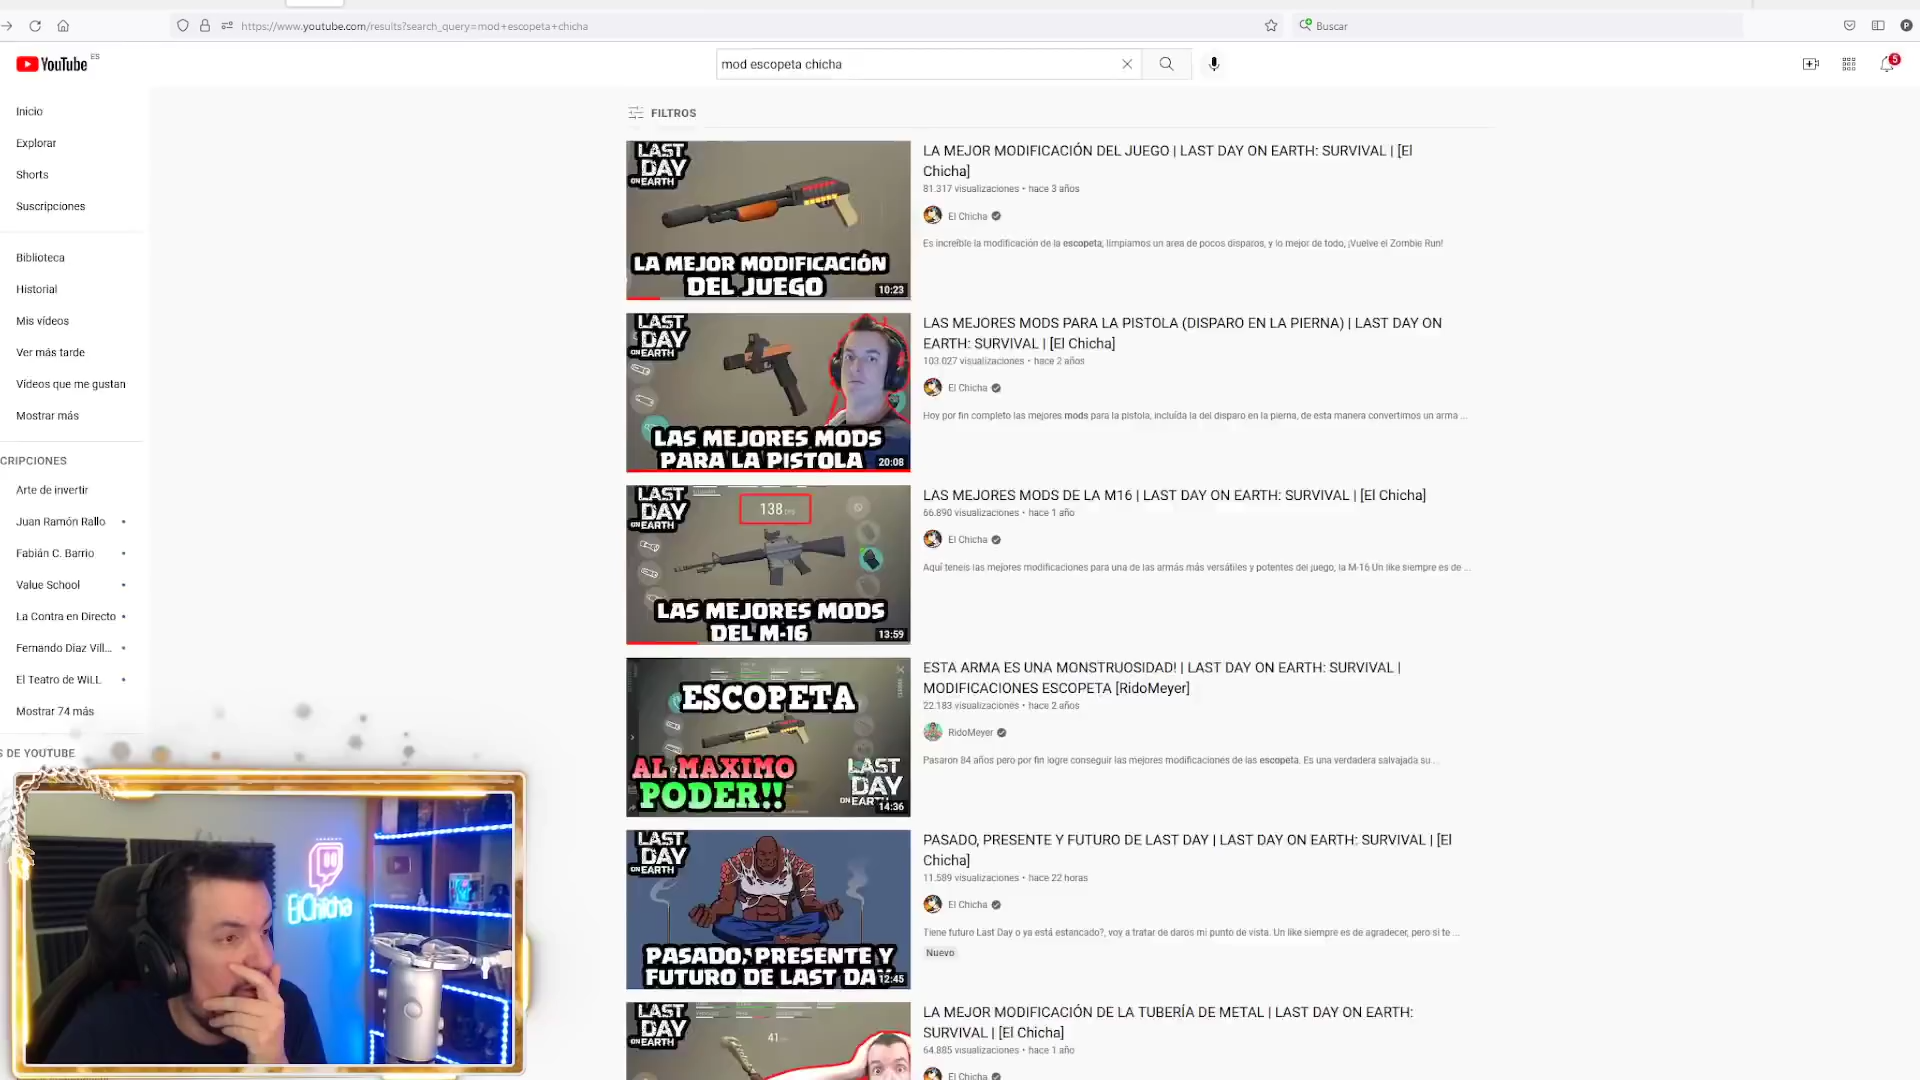 https://www.youtube.com/results?search_query=mod+escopeta+chicha
Buscar
YouTube ES
mod escopeta chicha
5
Inicio
Explorar
Shorts
Suscripciones
Biblioteca
Historial
Mis vídeos
Ver más tarde
Vídeos que me gustan
Mostrar más
CRIPCIONES
Arte de invertir
Juan Ramón Rallo
Fabián C. Barrio
Value School
La Contra en Directo
Fernando Díaz Vill...
El Teatro de WiLL
Mostrar 74 más
S DE YOUTUBE
ElChicha
FILTROS
LAST
DAY
ON EARTH
LA MEJOR MODIFICACIÓN
DEL JUEGO
10:23
LA MEJOR MODIFICACIÓN DEL JUEGO | LAST DAY ON EARTH: SURVIVAL | [El
Chicha]
81.317 visualizaciones • hace 3 años
El Chicha
Es increíble la modificación de la escopeta, limpiamos un area de pocos disparos, y lo mejor de todo, ¡Vuelve el Zombie Run!
LAST
DAY
ON EARTH
LAS MEJORES MODS
PARA LA PISTOLA
20:08
LAS MEJORES MODS PARA LA PISTOLA (DISPARO EN LA PIERNA) | LAST DAY ON
EARTH: SURVIVAL | [El Chicha]
103.027 visualizaciones • hace 2 años
El Chicha
Hoy por fin completo las mejores mods para la pistola, incluída la del disparo en la pierna, de esta manera convertimos un arma ...
LAST
DAY
ON EARTH
138
LAS MEJORES MODS
DEL M-16
13:59
LAS MEJORES MODS DE LA M16 | LAST DAY ON EARTH: SURVIVAL | [El Chicha]
66.890 visualizaciones • hace 1 año
El Chicha
Aquí teneis las mejores modificaciones para una de las armás más versátiles y potentes del juego, la M-16 Un like siempre es de ...
ESCOPETA
AL MAXIMO
PODER!!
LAST
DAY
ON EARTH
14:36
ESTA ARMA ES UNA MONSTRUOSIDAD! | LAST DAY ON EARTH: SURVIVAL |
MODIFICACIONES ESCOPETA [RidoMeyer]
22.183 visualizaciones • hace 2 años
RidoMeyer
Pasaron 84 años pero por fin logre conseguir las mejores modificaciones de las escopeta. Es una verdadera salvajada su...
LAST
DAY
ON EARTH
PASADO, PRESENTE Y
FUTURO DE LAST DAY
12:45
PASADO, PRESENTE Y FUTURO DE LAST DAY | LAST DAY ON EARTH: SURVIVAL | [El
Chicha]
11.589 visualizaciones • hace 22 horas
El Chicha
Tiene futuro Last Day o ya está estancado?, voy a tratar de daros mi punto de vista. Un like siempre es de agradecer, pero si te ...
Nuevo
LAST
DAY
ON EARTH
41
LA MEJOR MODIFICACIÓN DE LA TUBERÍA DE METAL | LAST DAY ON EARTH:
SURVIVAL | [El Chicha]
64.885 visualizaciones • hace 1 año
El Chicha